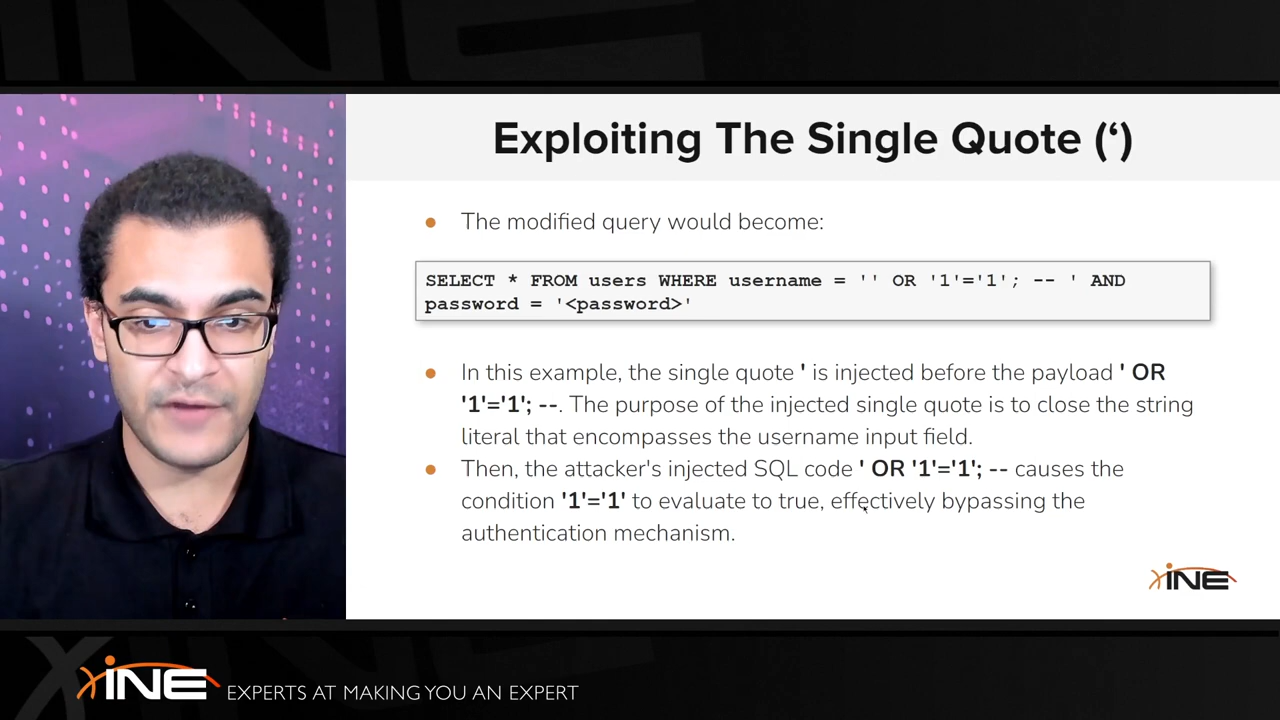 Exploiting The Single Quote (‘)
The modified query would become:
SELECT * FROM users WHERE username = '' OR '1'='1'; -- ' AND
password = '<password>'
In this example, the single quote ' is injected before the payload ' OR
'1'='1'; --. The purpose of the injected single quote is to close the string
literal that encompasses the username input field.
Then, the attacker's injected SQL code ' OR '1'='1'; -- causes the
condition '1'='1' to evaluate to true, effectively bypassing the
authentication mechanism.
iNE
iNE EXPERTS AT MAKING YOU AN EXPERT